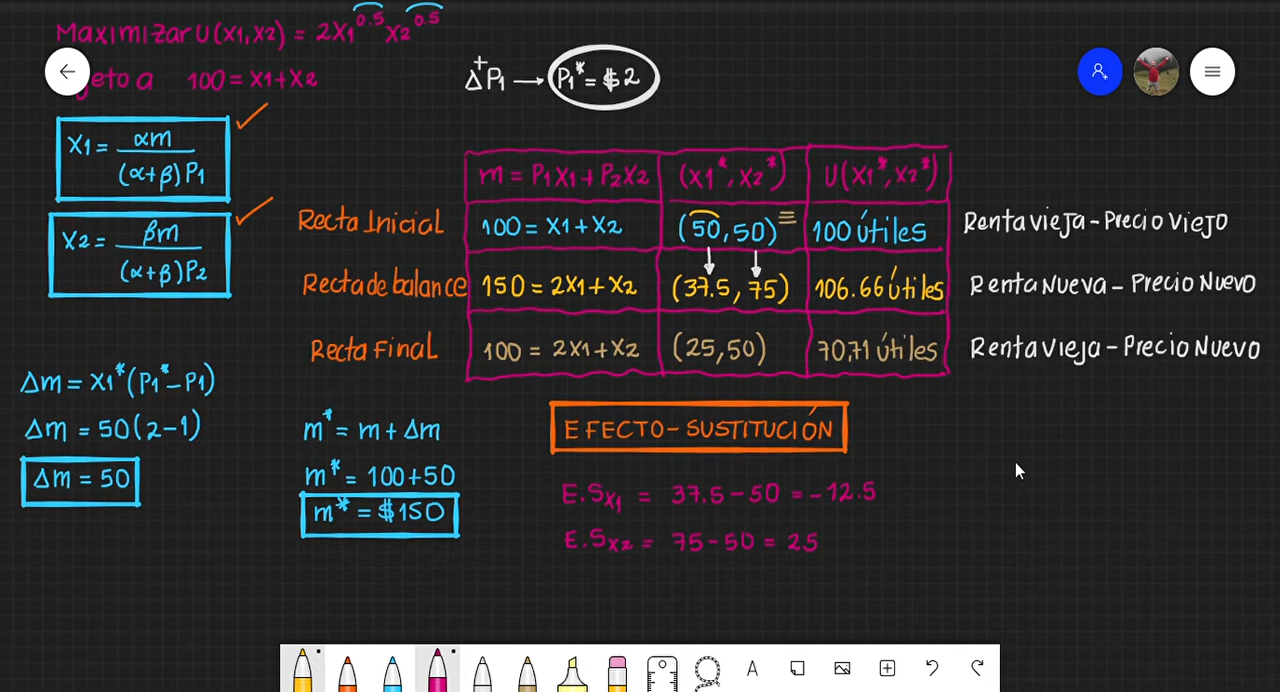 Maximizar U(x1,x2) = 2x1^0.5 x2^0.5
eto a 100 = x1+x2
Δ⁺P1 → P1* = $2
x1 = αm / (α+β)P1
x2 = βm / (α+β)P2
m = P1x1 + P2x2 (x1*, x2*) U(x1*, x2*)
Recta Inicial 100 = x1 + x2 (50,50) = 100 útiles Renta vieja – Precio Viejo
Recta de balance 150 = 2x1 + x2 (37.5, 75) 106.66 útiles Renta Nueva – Precio Nuevo
Recta Final 100 = 2x1+x2 (25,50) 70.71 útiles Renta vieja – Precio Nuevo
Δm = x1*(P1*-P1)
Δm = 50(2-1)
Δm = 50
m* = m + Δm
m* = 100+50
m* = $150
EFECTO-SUSTITUCIÓN
E.Sx1 = 37.5 - 50 = -12.5
E.Sx2 = 75 - 50 = 25
A